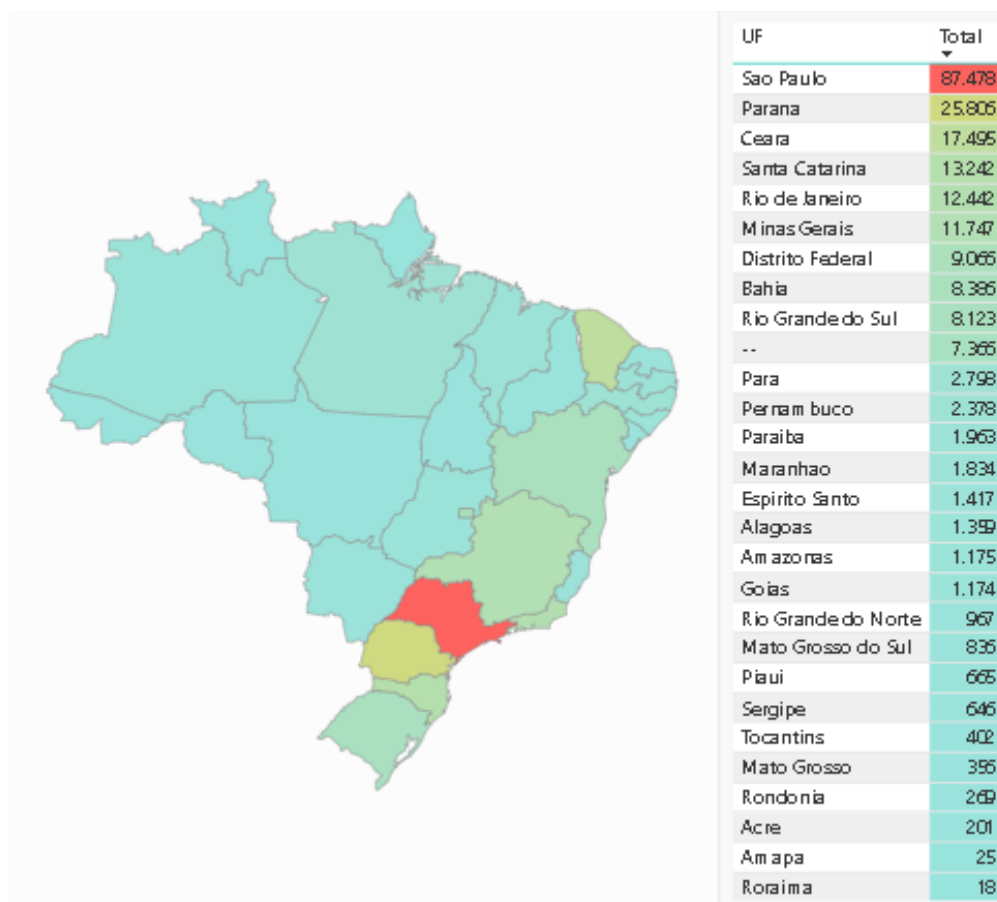 UF Total
Sao Paulo 87.478
Parana 25.805
Ceara 17.495
Santa Catarina 13.242
Rio de Janeiro 12.442
Minas Gerais 11.747
Distrito Federal 9.065
Bahia 8.385
Rio Grande do Sul 8.123
-- 7.365
Para 2.798
Pernambuco 2.378
Paraiba 1.963
Maranhao 1.834
Espirito Santo 1.417
Alagoas 1.359
Amazonas 1.175
Goias 1.174
Rio Grande do Norte 967
Mato Grosso do Sul 835
Piaui 665
Sergipe 646
Tocantins 402
Mato Grosso 395
Rondonia 269
Acre 201
Amapa 25
Roraima 18